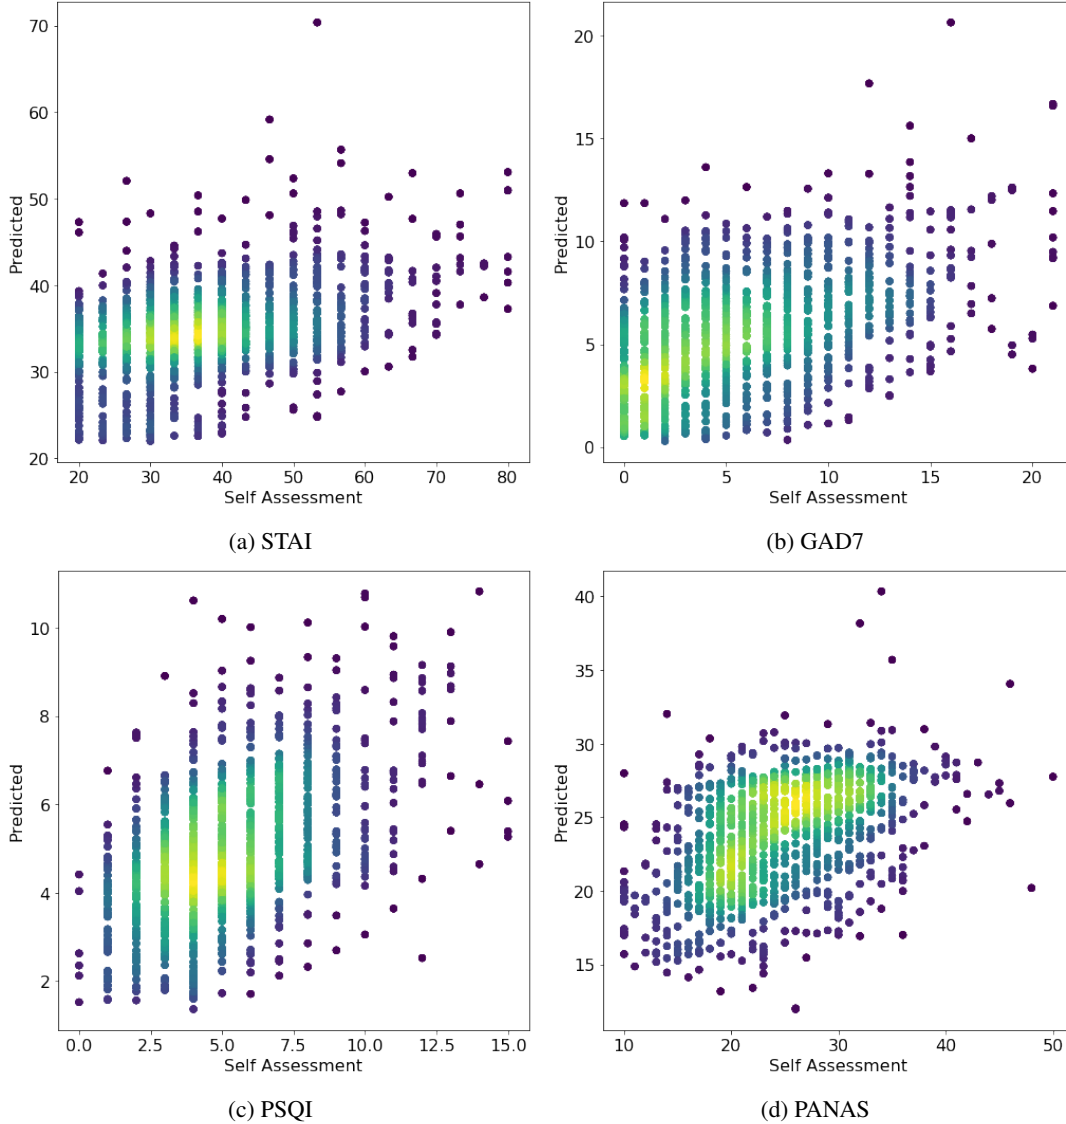 70
60
50
40
30
20
Predicted
20 30 40 50 60 70 80
Self Assessment
(a) STAI
20
15
10
5
0
Predicted
0 5 10 15 20
Self Assessment
(b) GAD7
10
8
6
4
2
Predicted
0.0 2.5 5.0 7.5 10.0 12.5 15.0
Self Assessment
(c) PSQI
40
35
30
25
20
15
Predicted
10 20 30 40 50
Self Assessment
(d) PANAS